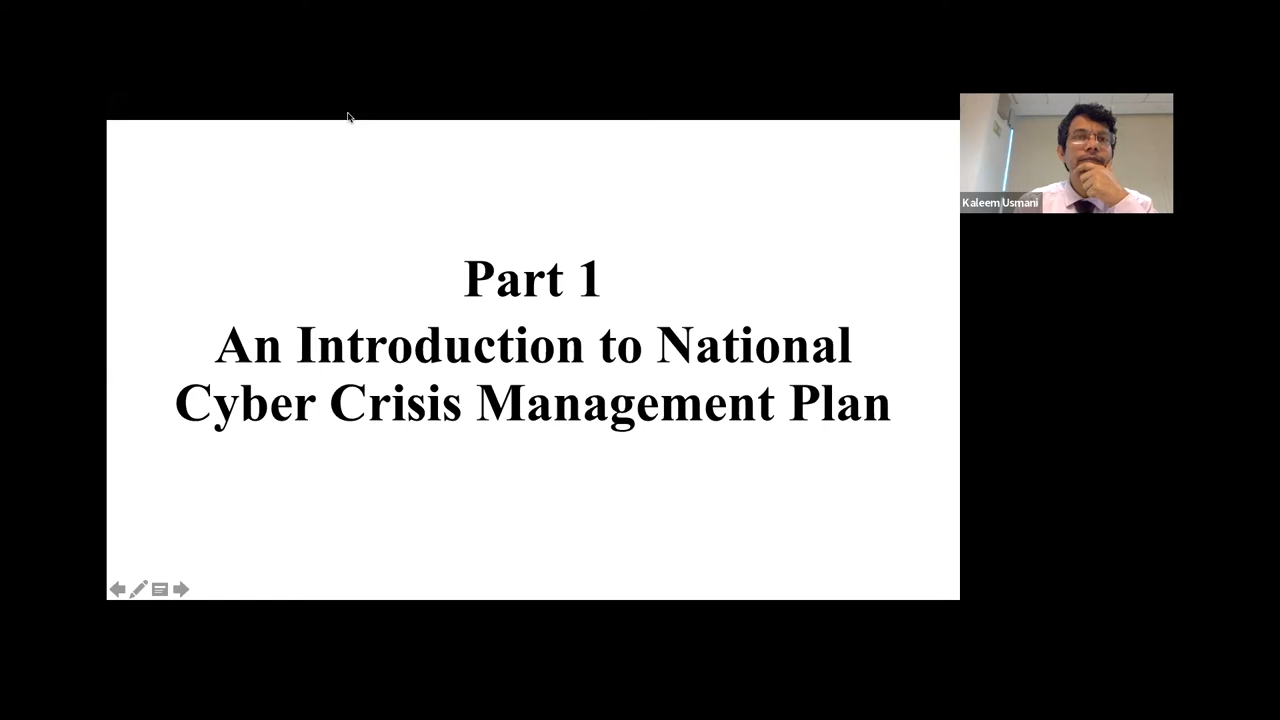 Part 1
An Introduction to National
Cyber Crisis Management Plan
Kaleem Usmani